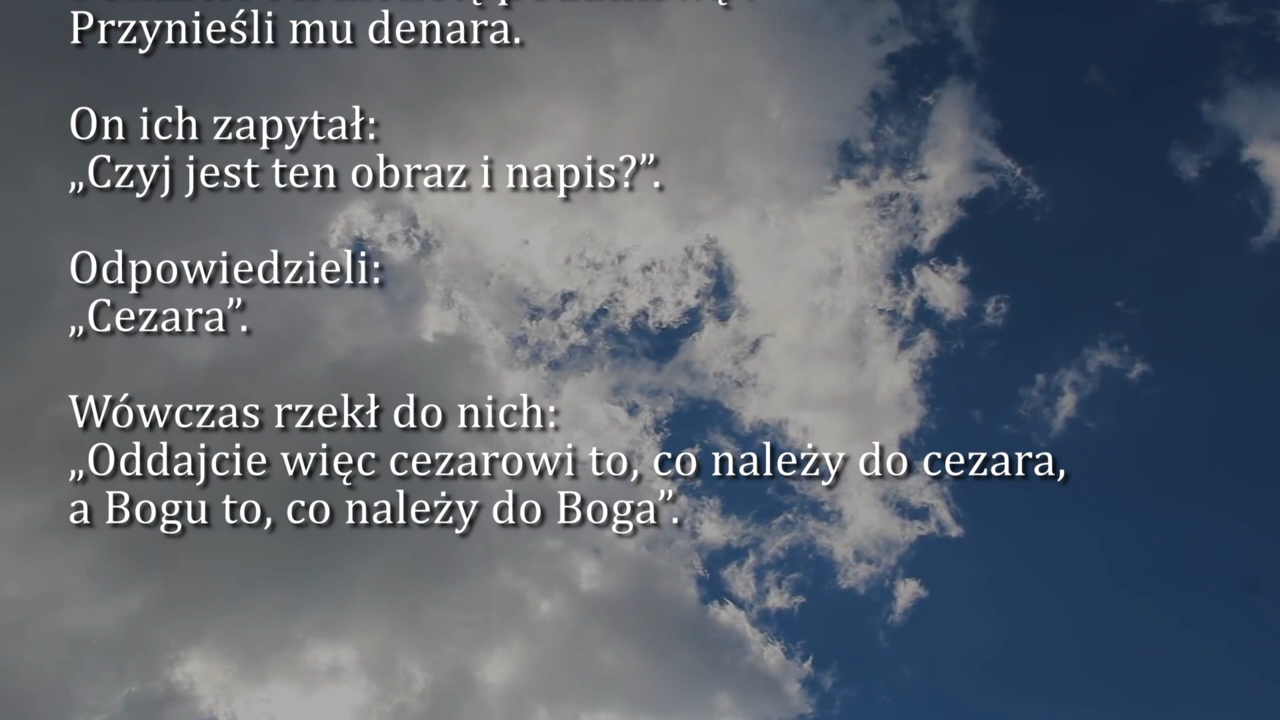 Przynieśli mu denara.
On ich zapytał:
„Czyj jest ten obraz i napis?”.
Odpowiedzieli:
„Cezara”.
Wówczas rzekł do nich:
„Oddajcie więc cezarowi to, co należy do cezara,
a Bogu to, co należy do Boga”.